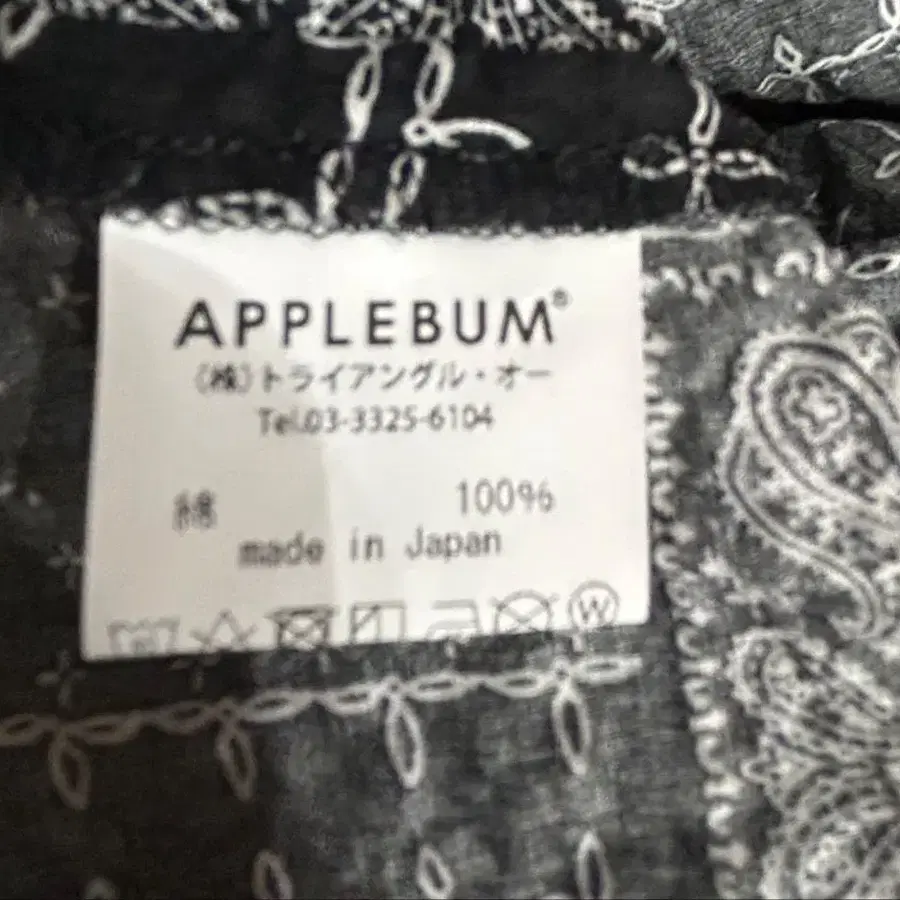 APPLEBUM®
(株)トライアングル・オー
Tel.03-3325-6104
綿 100%
made in Japan
W